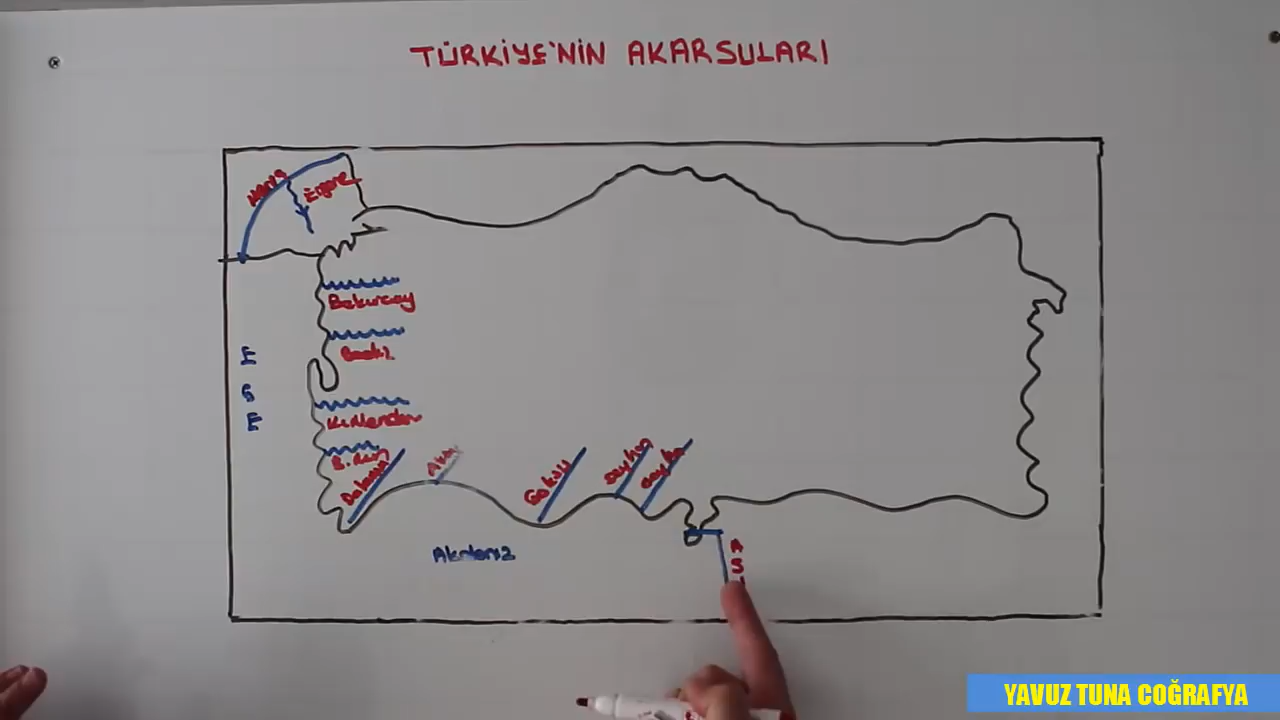 TÜRKİYE'NİN AKARSULARI
Meriç
Ergene
Bakırçay
Gediz
K.Menderes
B.Men
Dalaman
Aksu
Göksu
Seyhan
Ceyhan
E
G
E
Akdeniz
A
S
İ
YAVUZ TUNA COĞRAFYA